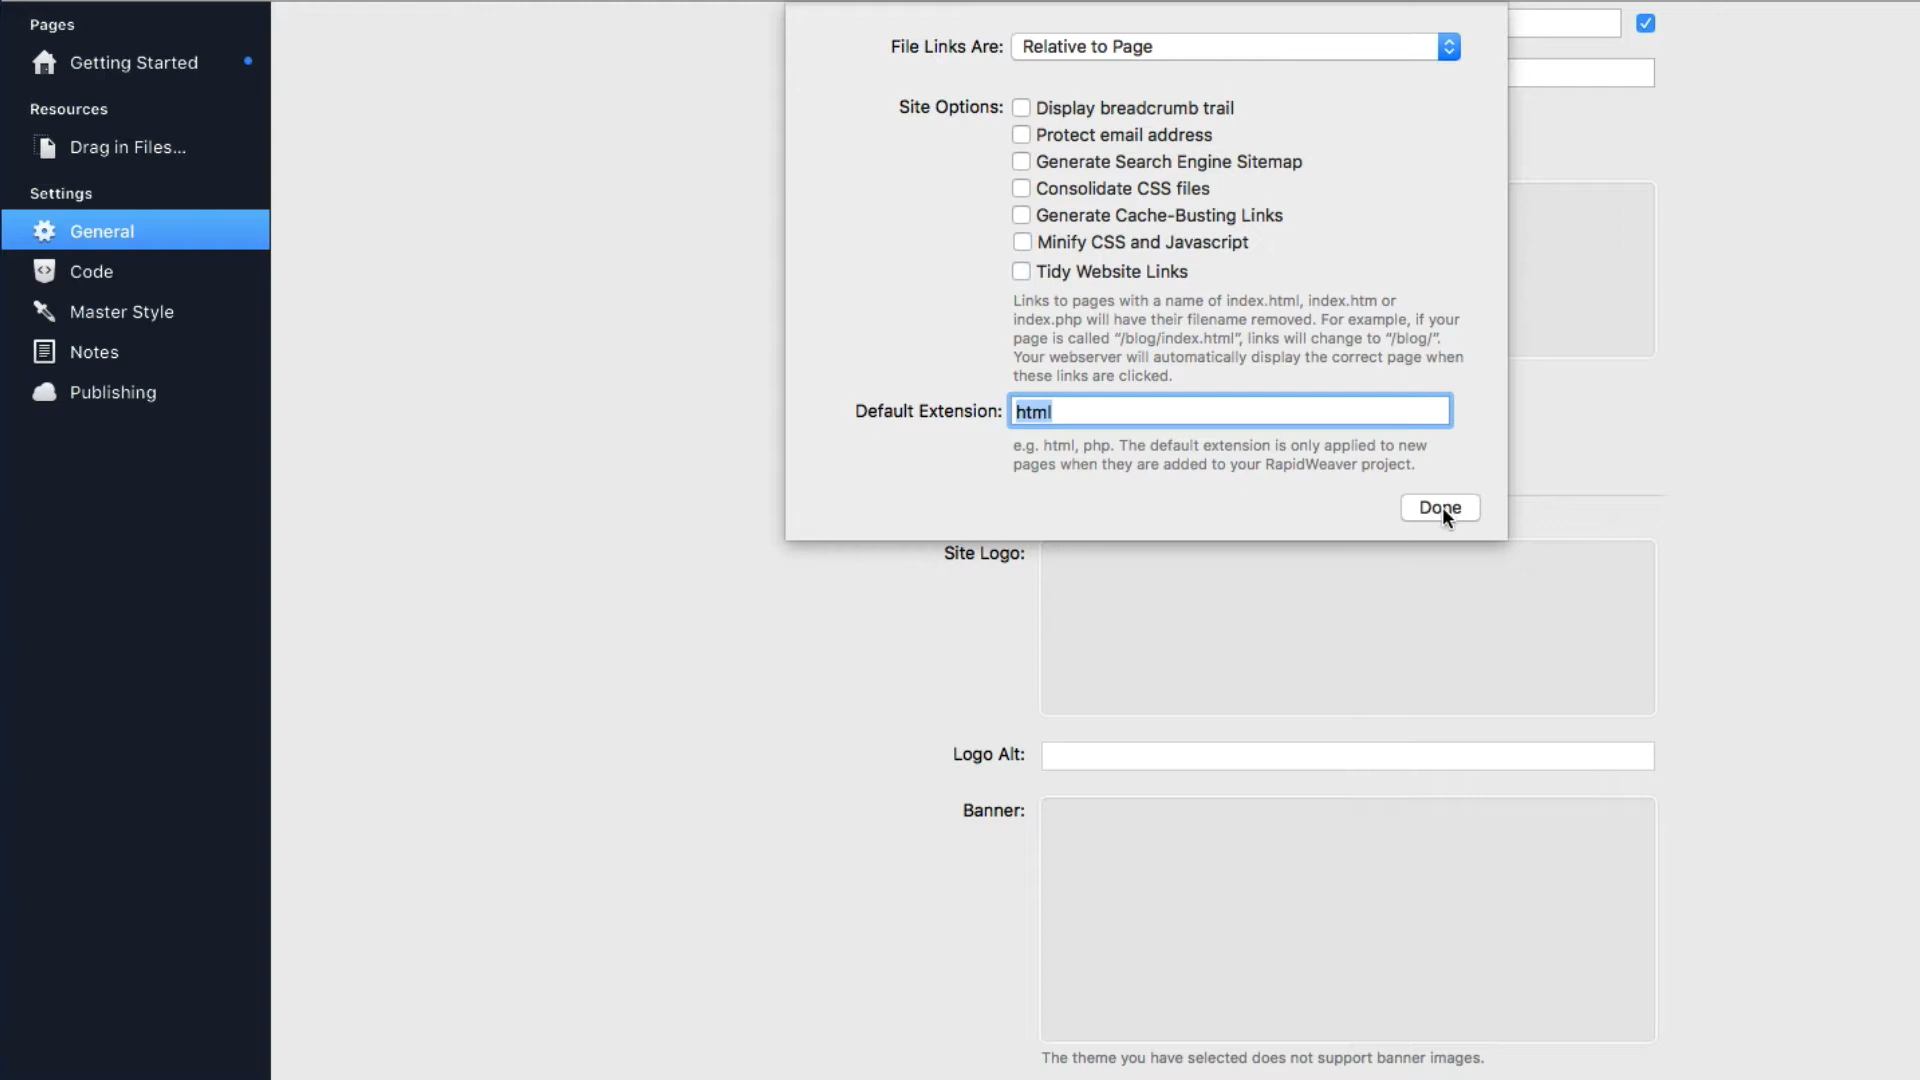 Pages
Getting Started
Resources
Drag in Files...
Settings
General
Code
Master Style
Notes
Publishing
File Links Are: Relative to Page
Site Options: Display breadcrumb trail
Protect email address
Generate Search Engine Sitemap
Consolidate CSS files
Generate Cache-Busting Links
Minify CSS and Javascript
Tidy Website Links
Links to pages with a name of index.html, index.htm or
index.php will have their filename removed. For example, if your
page is called “/blog/index.html”, links will change to “/blog/”.
Your webserver will automatically display the correct page when
these links are clicked.
Default Extension: html
e.g. html, php. The default extension is only applied to new
pages when they are added to your RapidWeaver project.
Done
Site Logo:
Logo Alt:
Banner:
The theme you have selected does not support banner images.